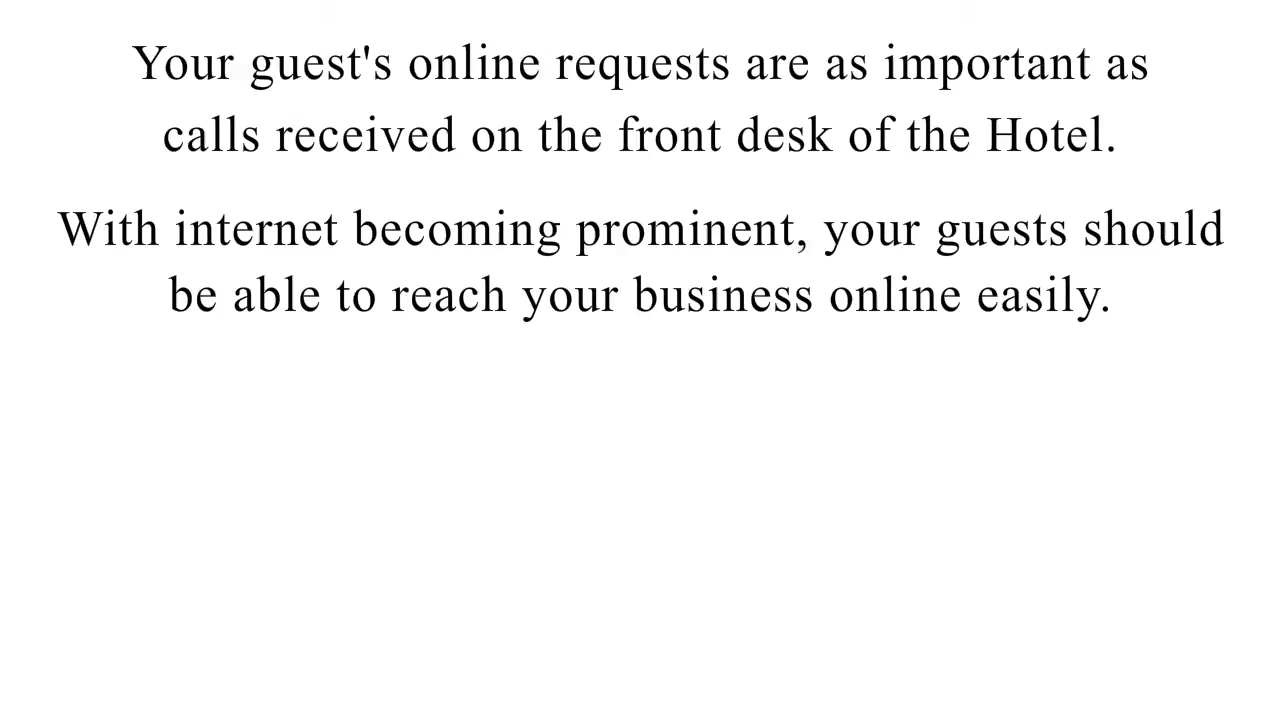 Your guest's online requests are as important as
calls received on the front desk of the Hotel.
With internet becoming prominent, your guests should
be able to reach your business online easily.